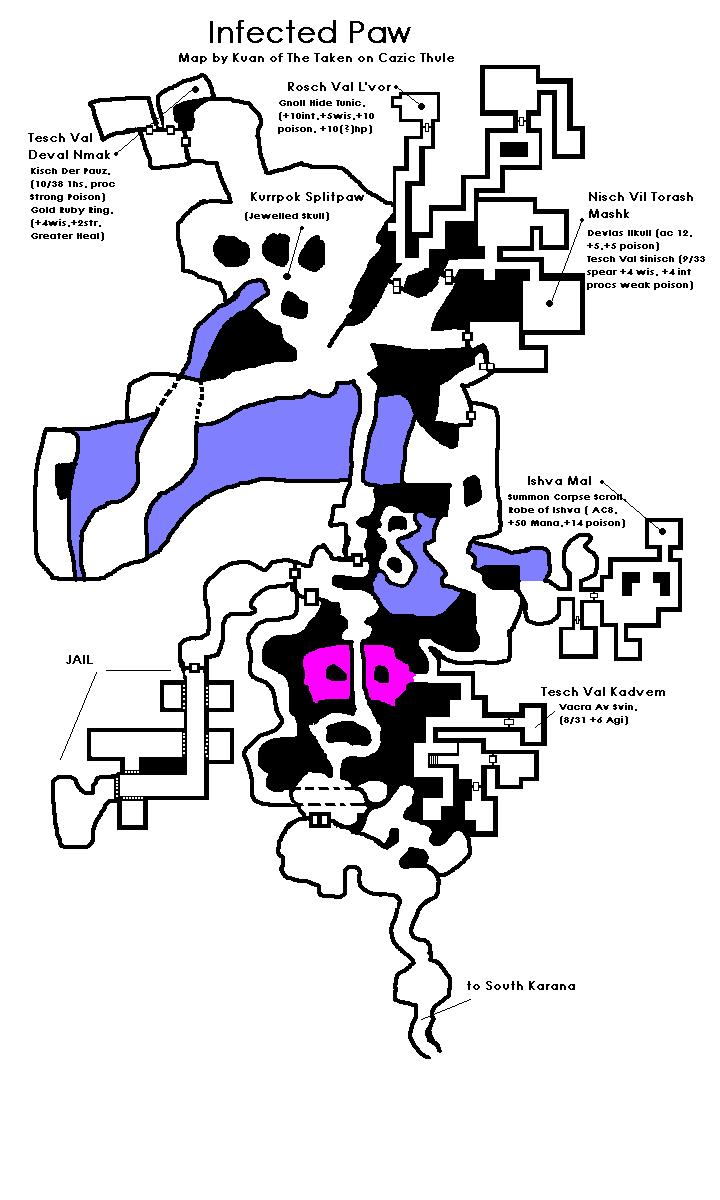 Infected Paw
Map by Kuan of The Taken on Cazic Thule
Rosch Val L'vor
Gnoll Hide Tunic,
(+10int,+5wis,+10
poison, +10(?)hp)
Tesch Val
Deval Nmak
Kisch Der Pauz,
(10/38 1hs, proc
Strong Poison)
Gold Ruby Ring,
(+4wis,+2str,
Greater Heal)
Kurrpok Splitpaw
(Jewelled Skull)
Nisch Vil Torash
Mashk
Devlas Ilkull (ac 12,
+5,+5 poison)
Tesch Val Sinisch (9/33
spear +4 wis, +4 int
procs weak poison)
Ishva Mal
Summon Corpse Scroll,
Robe of Ishva ( AC8,
+50 Mana,+14 poison)
JAIL
Tesch Val Kadvem
Vacra Av Svin,
(8/31 +6 Agi)
to South Karana